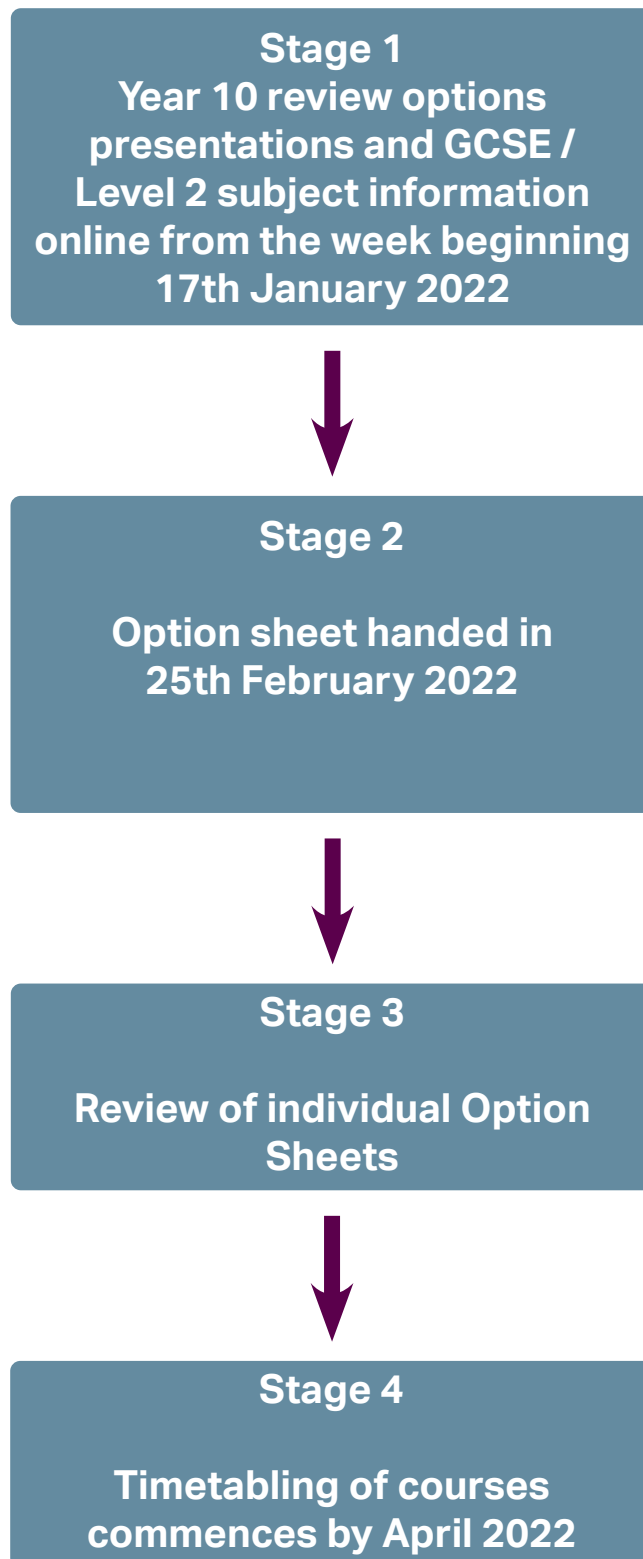 Stage 1
Year 10 review options
presentations and GCSE /
Level 2 subject information
online from the week beginning
17th January 2022
Stage 2
Option sheet handed in
25th February 2022
Stage 3
Review of individual Option
Sheets
Stage 4
Timetabling of courses
commences by April 2022